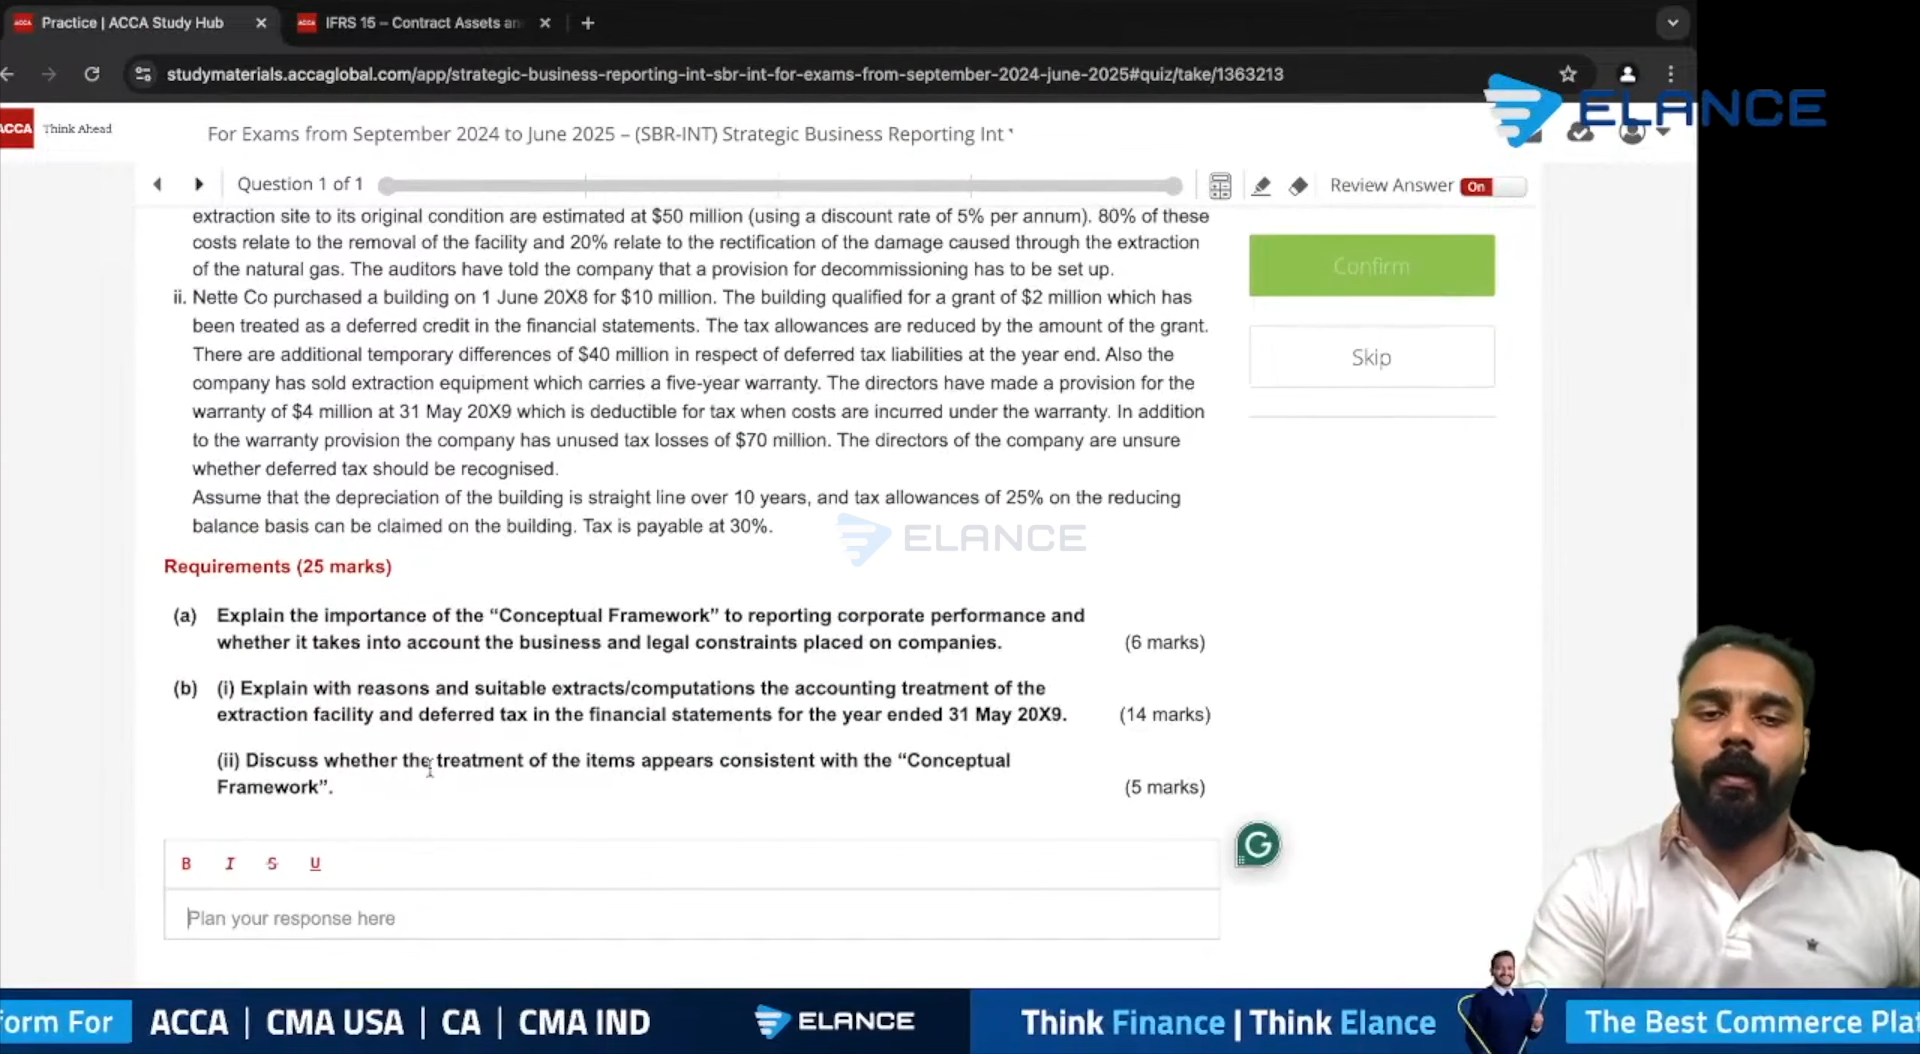 Practice | ACCA Study Hub
IFRS 15 – Contract Assets an
studymaterials.accaglobal.com/app/strategic-business-reporting-int-sbr-int-for-exams-from-september-2024-june-2025#quiz/take/1363213
ELANCE
ACCA Think Ahead
For Exams from September 2024 to June 2025 – (SBR-INT) Strategic Business Reporting Int
Question 1 of 1
Review Answer On
extraction site to its original condition are estimated at $50 million (using a discount rate of 5% per annum). 80% of these
costs relate to the removal of the facility and 20% relate to the rectification of the damage caused through the extraction
of the natural gas. The auditors have told the company that a provision for decommissioning has to be set up.
ii. Nette Co purchased a building on 1 June 20X8 for $10 million. The building qualified for a grant of $2 million which has
been treated as a deferred credit in the financial statements. The tax allowances are reduced by the amount of the grant.
There are additional temporary differences of $40 million in respect of deferred tax liabilities at the year end. Also the
company has sold extraction equipment which carries a five-year warranty. The directors have made a provision for the
warranty of $4 million at 31 May 20X9 which is deductible for tax when costs are incurred under the warranty. In addition
to the warranty provision the company has unused tax losses of $70 million. The directors of the company are unsure
whether deferred tax should be recognised.
Assume that the depreciation of the building is straight line over 10 years, and tax allowances of 25% on the reducing
balance basis can be claimed on the building. Tax is payable at 30%.
Confirm
Skip
ELANCE
Requirements (25 marks)
(a) Explain the importance of the “Conceptual Framework” to reporting corporate performance and
whether it takes into account the business and legal constraints placed on companies. (6 marks)
(b) (i) Explain with reasons and suitable extracts/computations the accounting treatment of the
extraction facility and deferred tax in the financial statements for the year ended 31 May 20X9. (14 marks)
(ii) Discuss whether the treatment of the items appears consistent with the “Conceptual
Framework”. (5 marks)
B I S U
G
Plan your response here
form For
ACCA | CMA USA | CA | CMA IND
ELANCE
Think Finance | Think Elance
The Best Commerce Pla